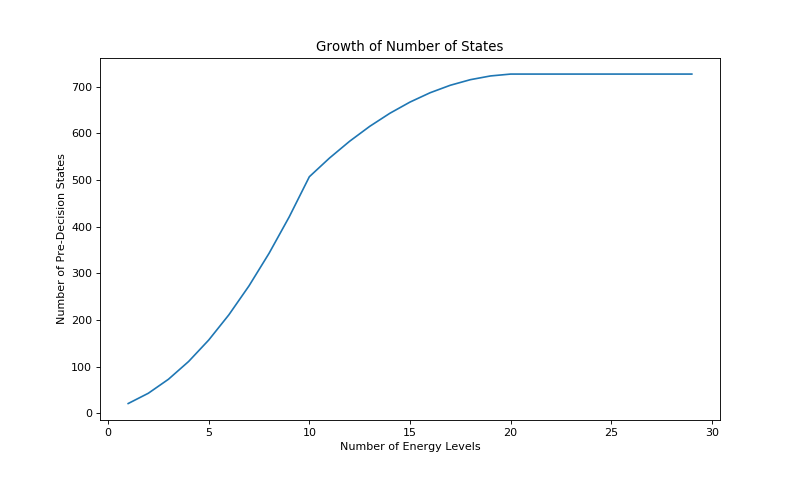 Growth of Number of States
Number of Pre-Decision States
700
600
500
400
300
200
100
0
0 5 10 15 20 25 30
Number of Energy Levels